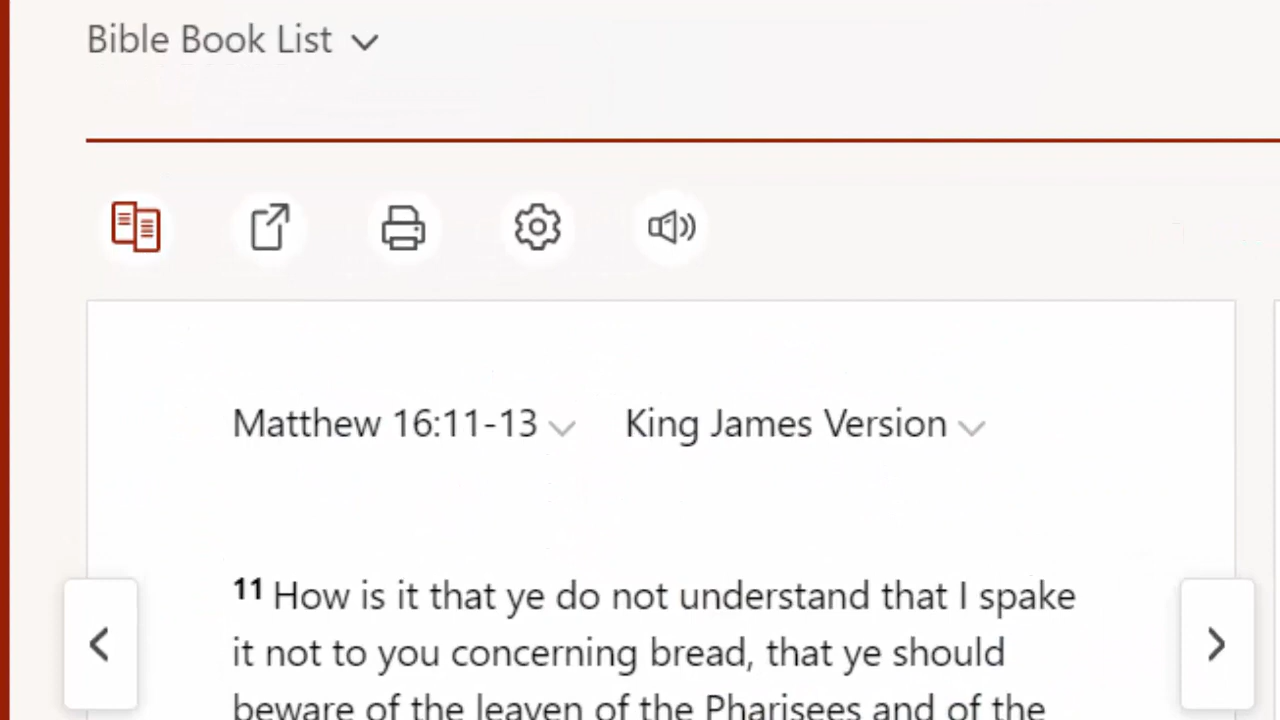 Bible Book List
Matthew 16:11-13 King James Version
11 How is it that ye do not understand that I spake
it not to you concerning bread, that ye should
beware of the leaven of the Pharisees and of the